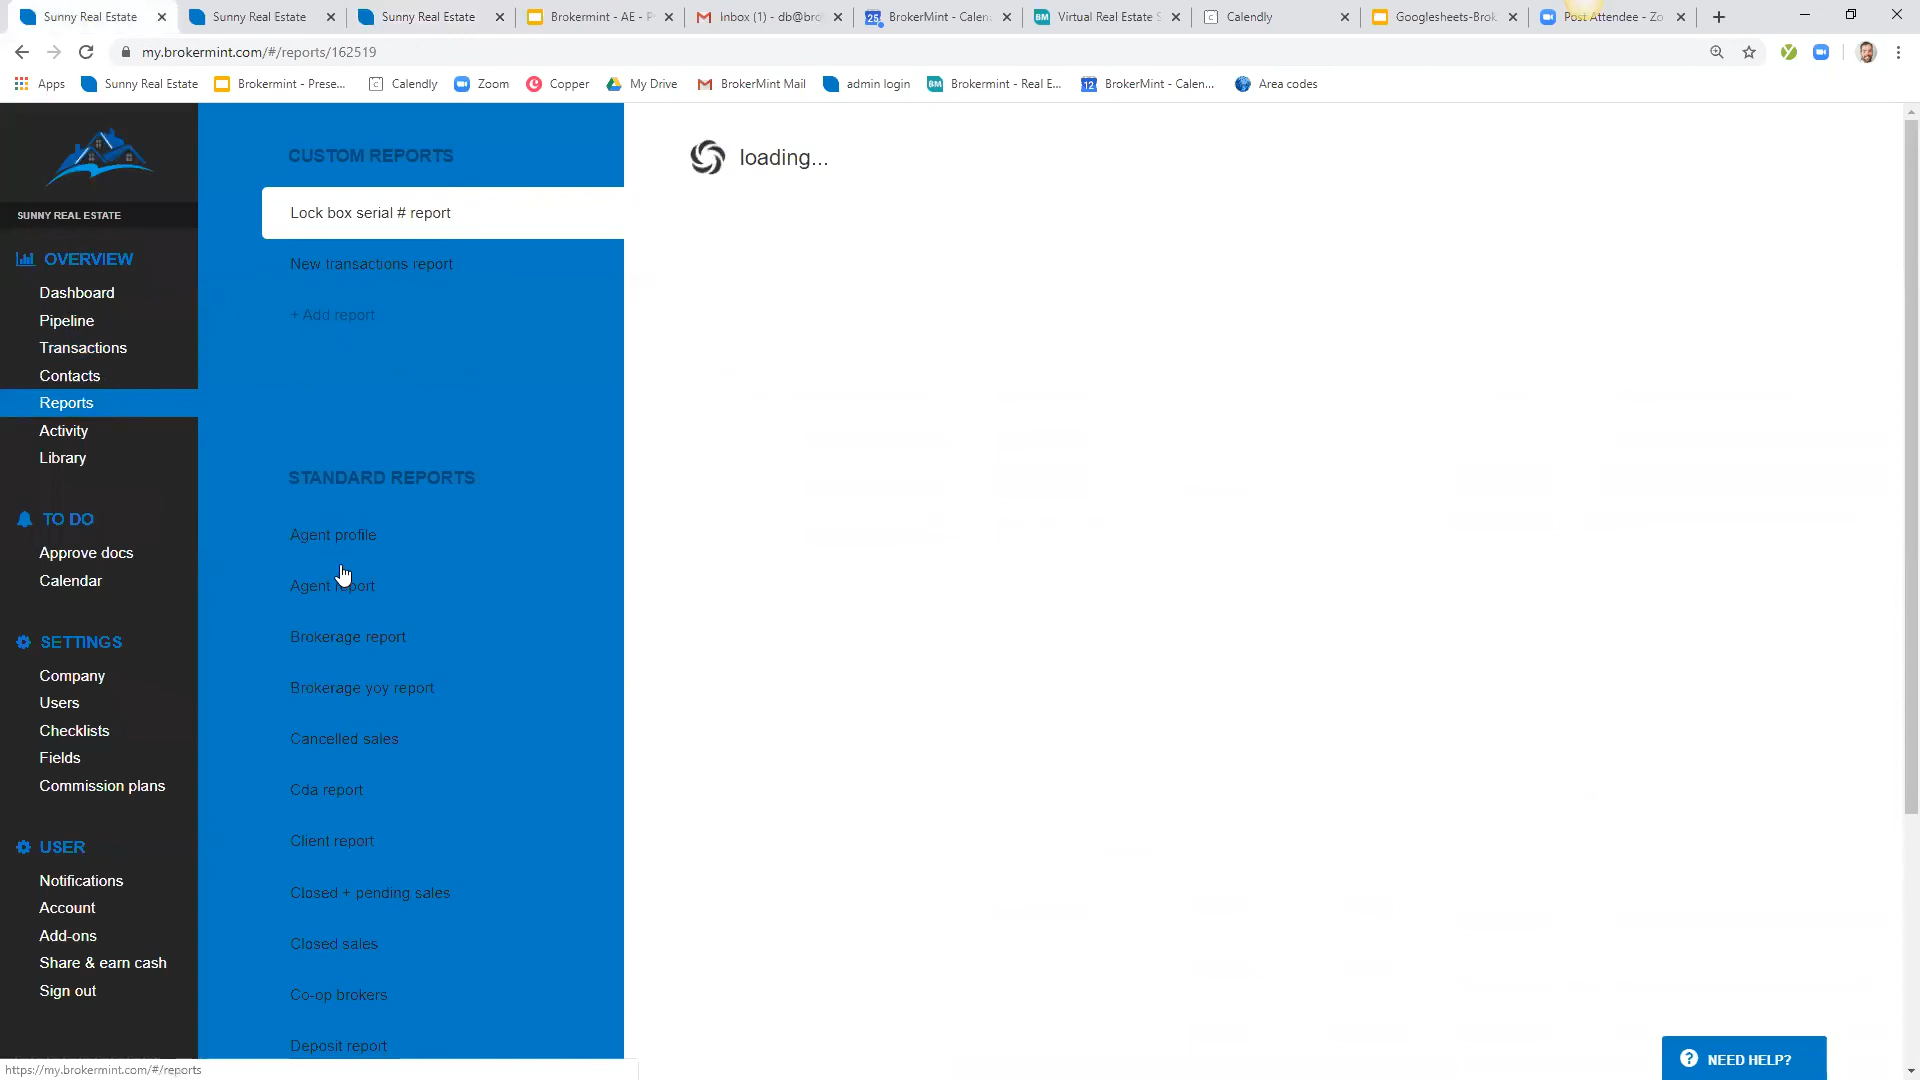 Sunny Real Estate
Sunny Real Estate
Sunny Real Estate
Brokermint - AE - P
Inbox (1) - db@bro
25
BrokerMint - Calen
BM
Virtual Real Estate S
C
Calendly
Googlesheets-Brok
Post Attendee - Zo
my.brokermint.com/#/reports/162519
Apps
Sunny Real Estate
Brokermint - Prese...
C
Calendly
Zoom
Copper
My Drive
BrokerMint Mail
admin login
BM
Brokermint - Real E...
12
BrokerMint - Calen...
Area codes
SUNNY REAL ESTATE
OVERVIEW
Dashboard
Pipeline
Transactions
Contacts
Reports
Activity
Library
TO DO
Approve docs
Calendar
SETTINGS
Company
Users
Checklists
Fields
Commission plans
USER
Notifications
Account
Add-ons
Share & earn cash
Sign out
CUSTOM REPORTS
Lock box serial # report
New transactions report
+ Add report
STANDARD REPORTS
Agent profile
Agent report
Brokerage report
Brokerage yoy report
Cancelled sales
Cda report
Client report
Closed + pending sales
Closed sales
Co-op brokers
Deposit report
loading...
? NEED HELP?
https://my.brokermint.com/#/reports